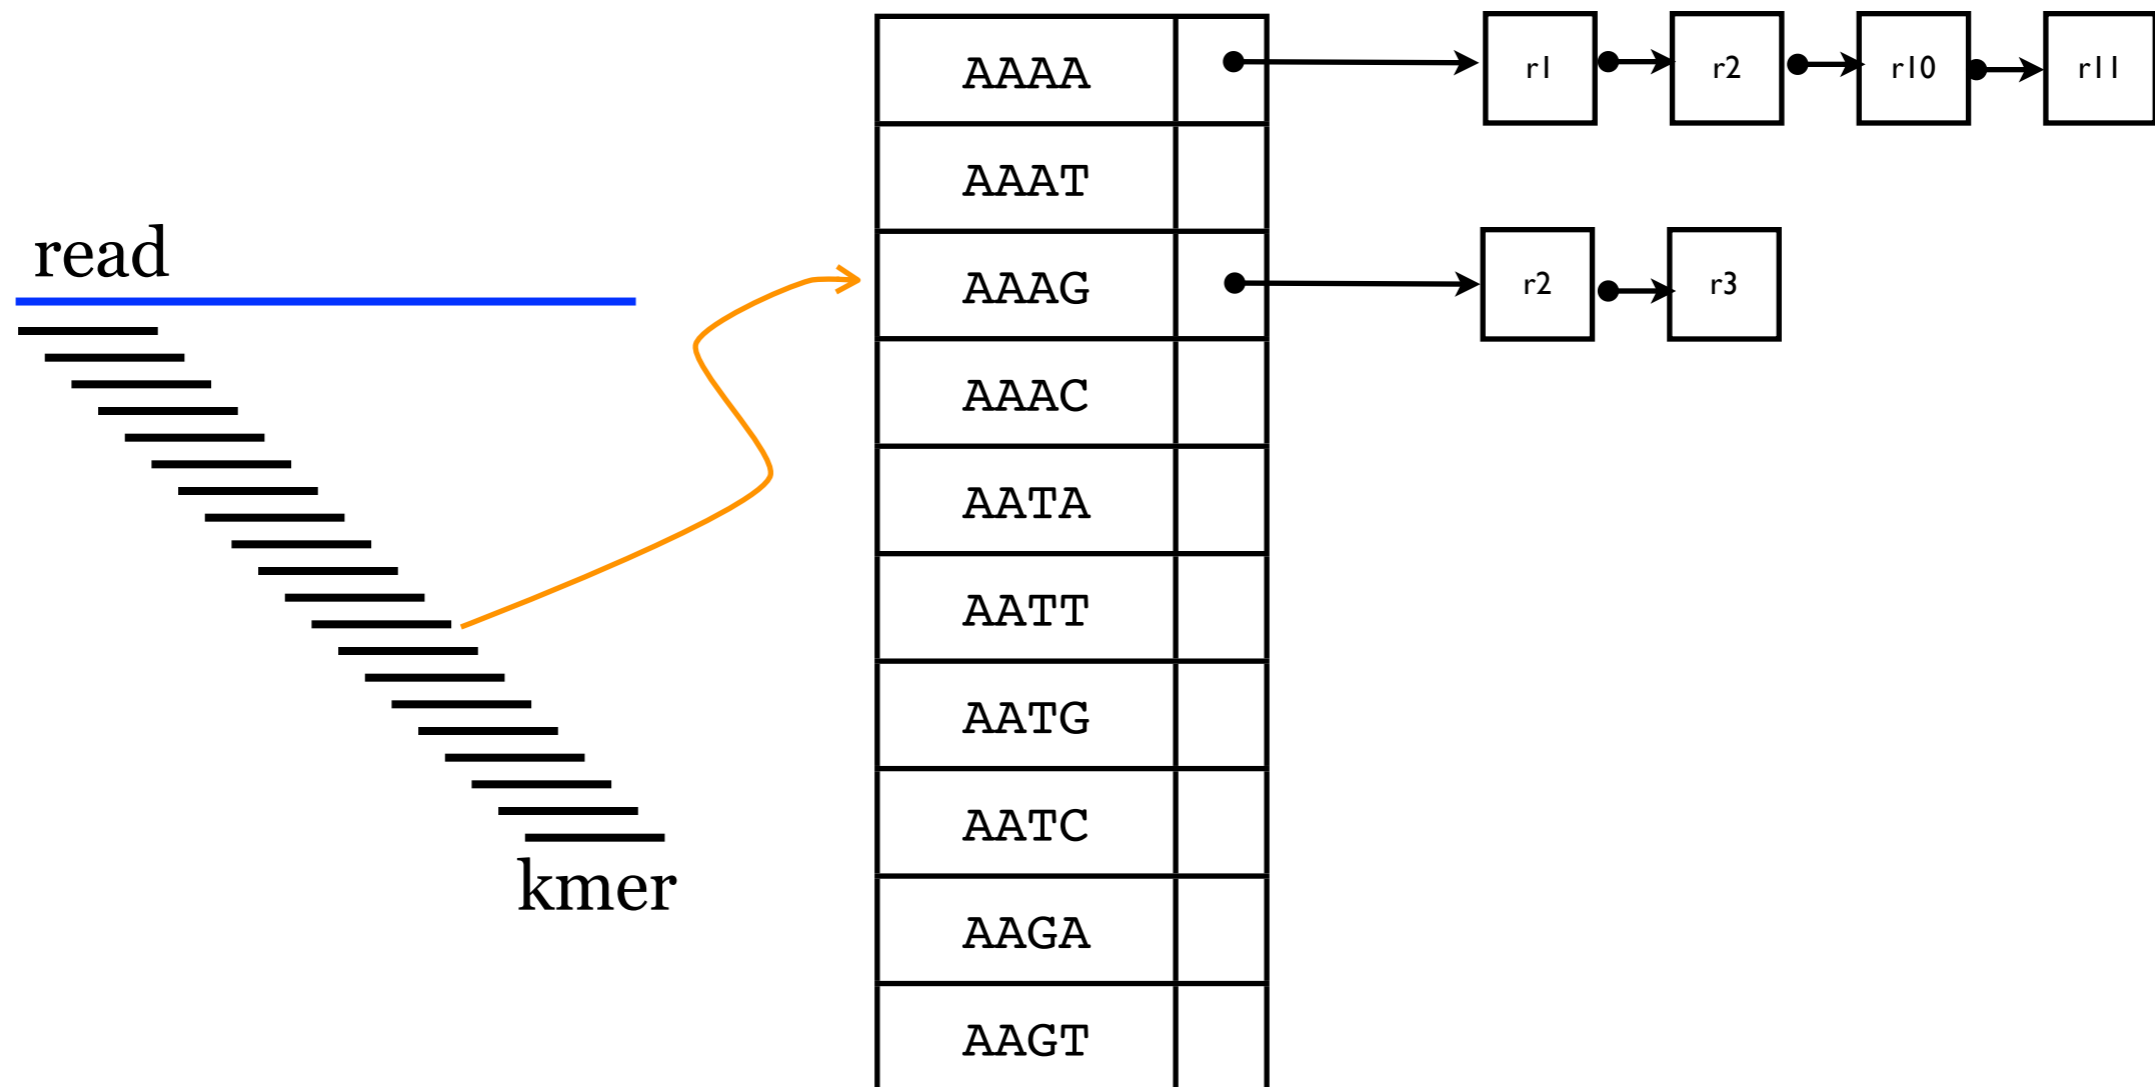 read
kmer
AAAA
r1 r2 r10 r11
AAAT
AAAG
r2 r3
AAAC
AATA
AATT
AATG
AATC
AAGA
AAGT